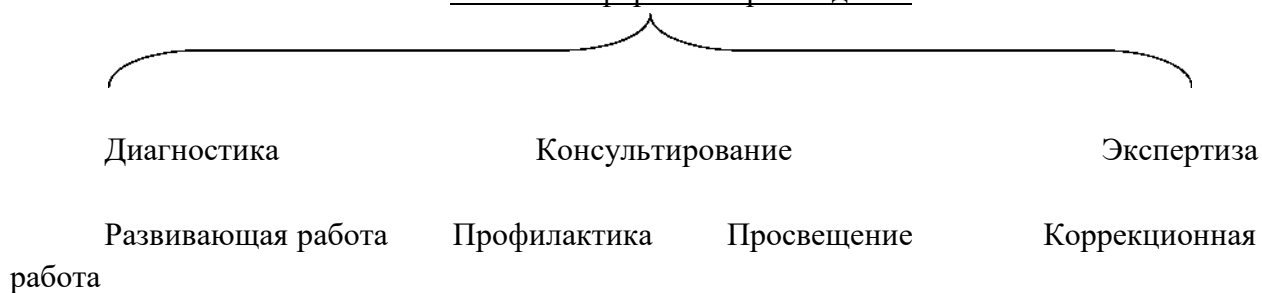 Диагностика Консультирование Экспертиза
Развивающая работа Профилактика Просвещение Коррекционная
работа